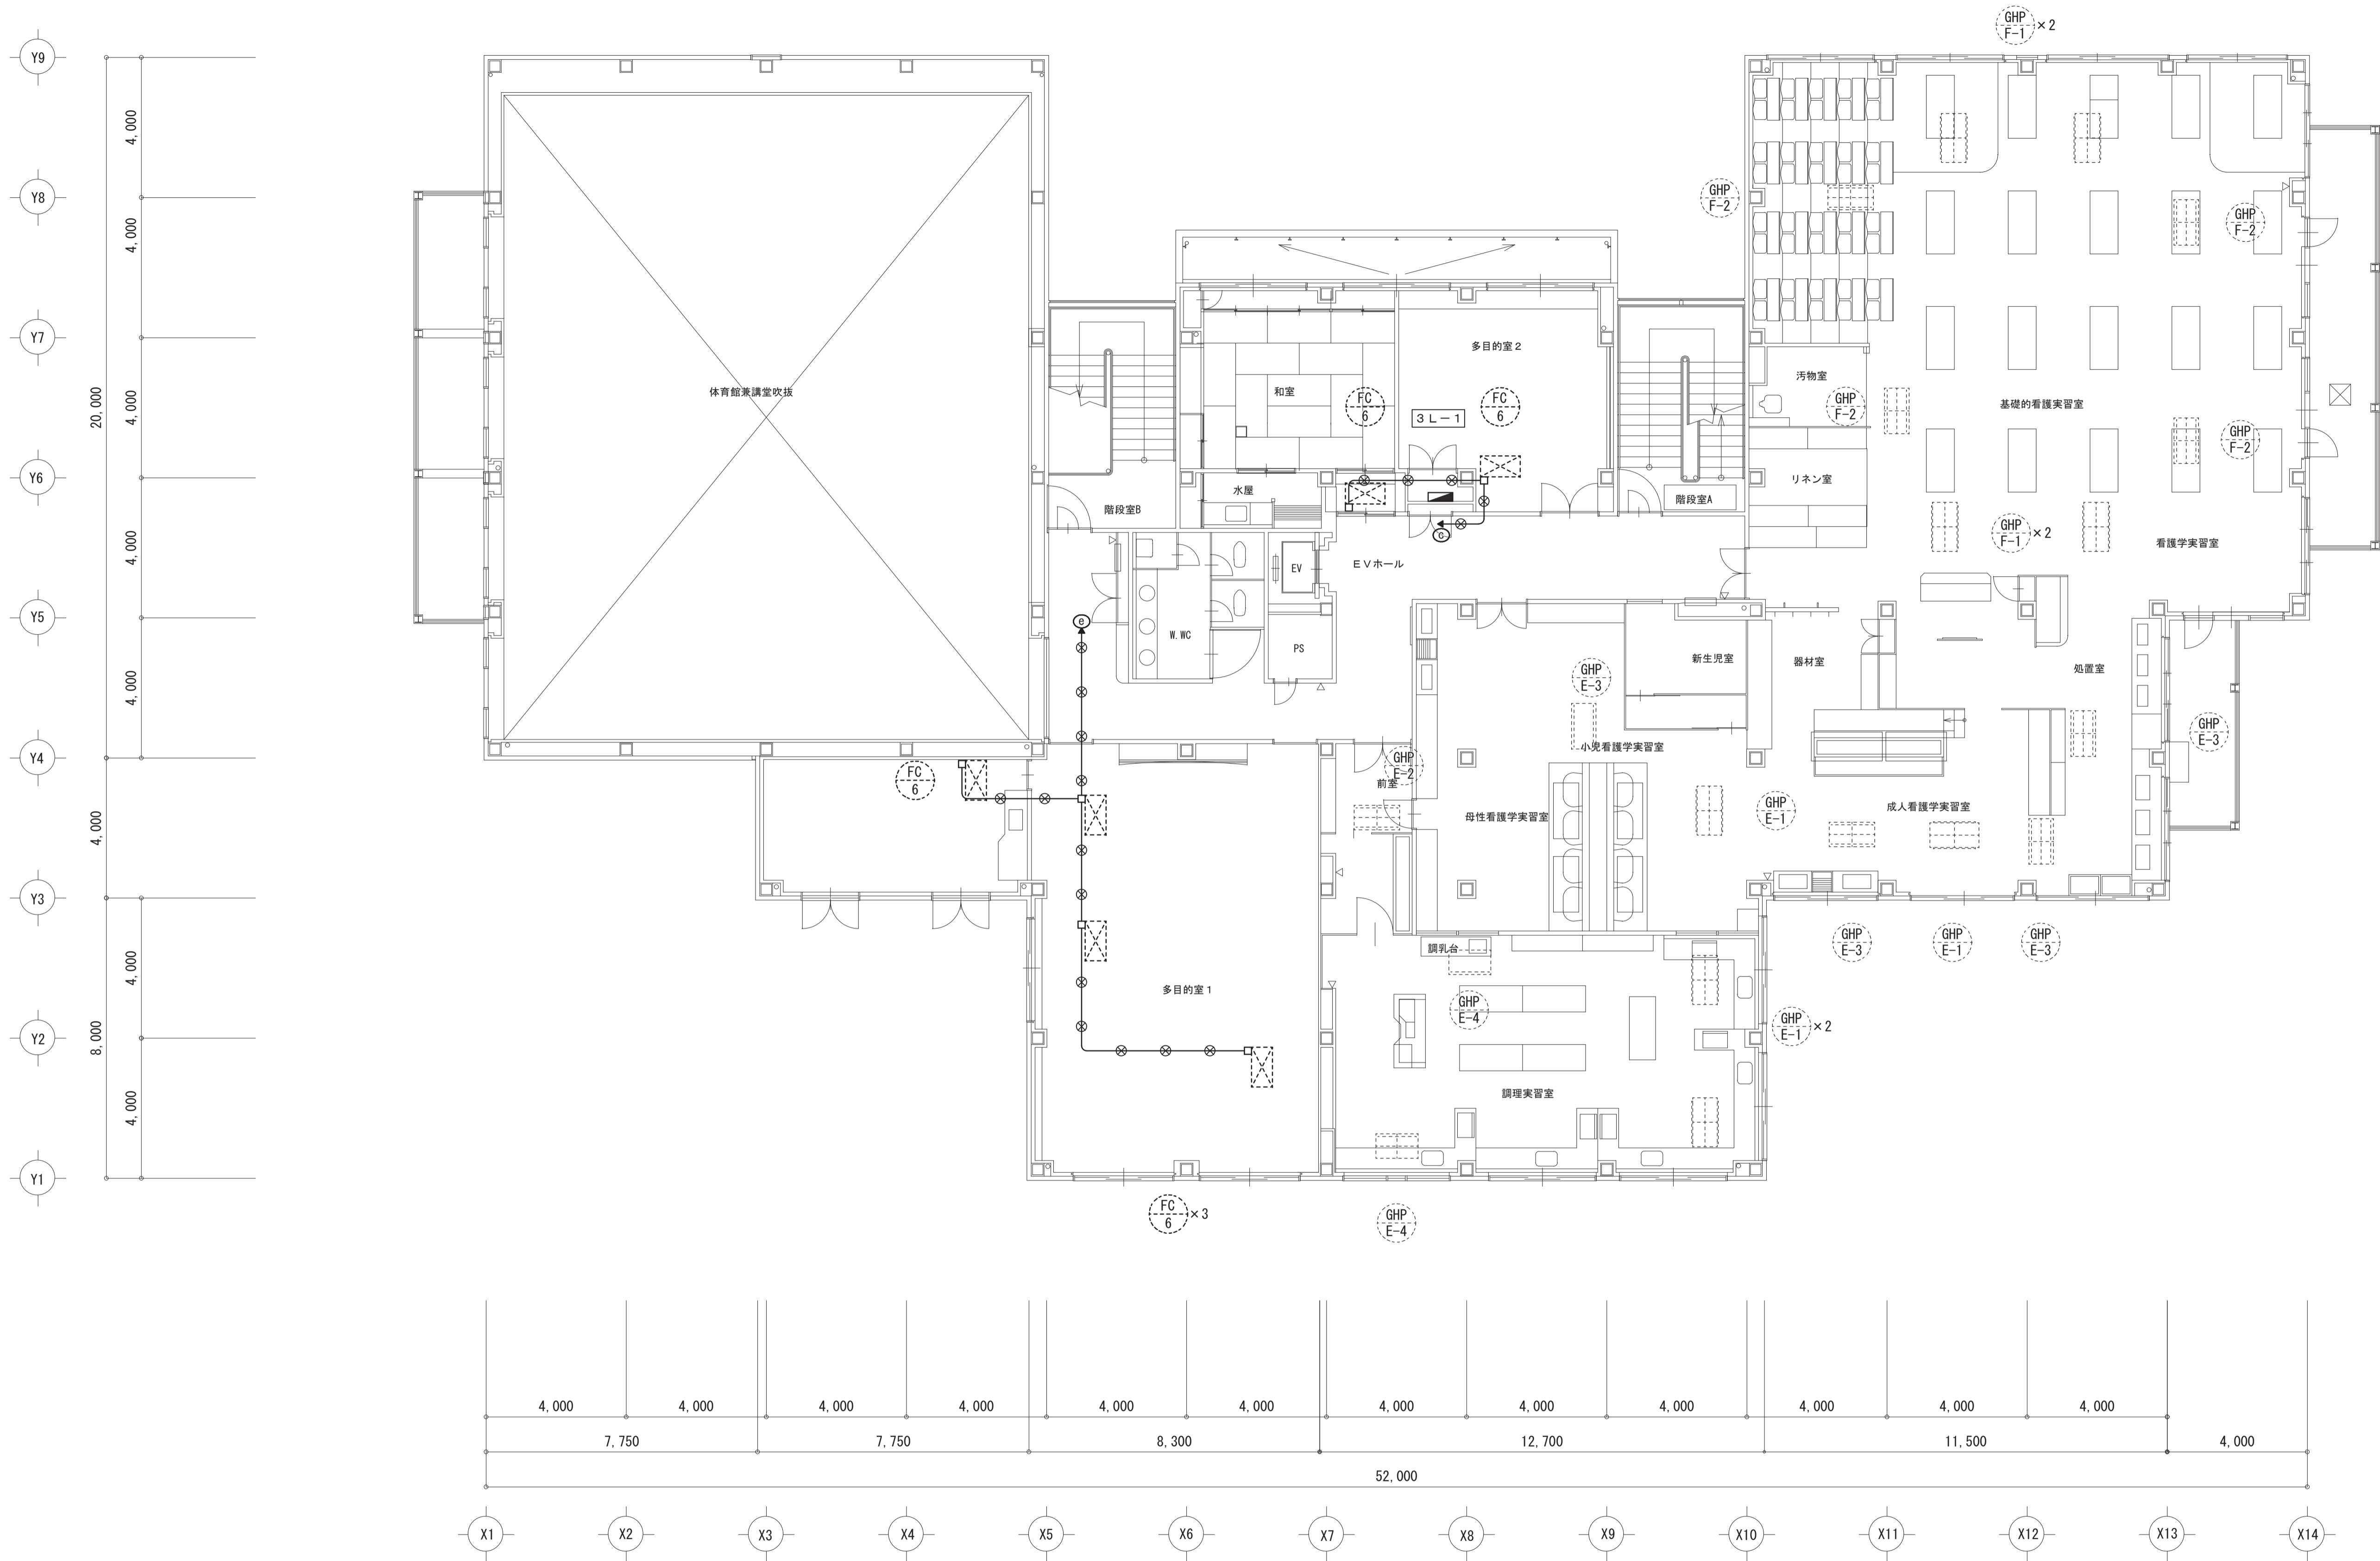 GHP
F-1
×2
Y9
4,000
GHP
F-2
GHP
F-2
Y8
4,000
Y7
多目的室２
汚物室
20,000
4,000
体育館兼講堂吹抜
和室
FC
6
３Ｌ－１
FC
6
GHP
F-2
基礎的看護実習室
GHP
F-2
Y6
水屋
リネン室
階段室B
階段室A
4,000
GHP
F-1
×2
看護学実習室
G
EV
ＥＶホール
Y5
e
W.WC
PS
4,000
GHP
E-3
新生児室
器材室
処置室
Y4
GHP
E-3
小児看護学実習室
FC
6
GHP
E-2
前室
4,000
母性看護学実習室
GHP
E-1
成人看護学実習室
Y3
調乳台
GHP
E-3
GHP
E-1
GHP
E-3
4,000
多目的室１
GHP
E-4
GHP
E-1
×2
8,000
Y2
調理実習室
4,000
Y1
FC
6
×3
GHP
E-4
4,000
4,000
4,000
4,000
4,000
4,000
4,000
4,000
4,000
4,000
4,000
4,000
7,750
7,750
8,300
12,700
11,500
4,000
52,000
X1
X2
X3
X4
X5
X6
X7
X8
X9
X10
X11
X12
X13
X14